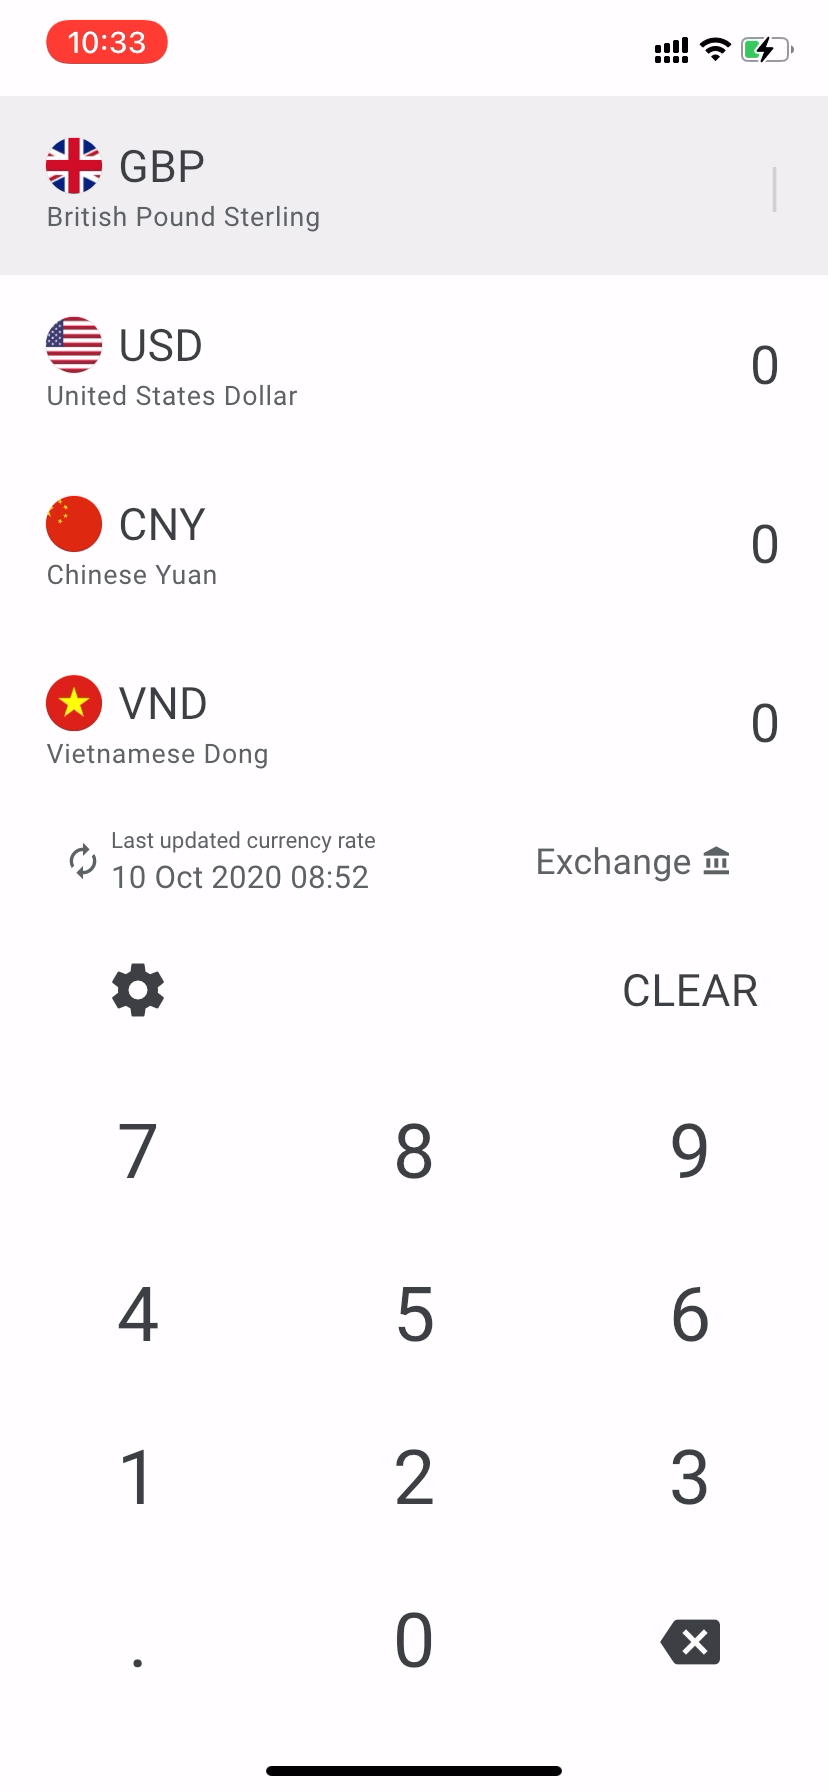 10:33
GBP
British Pound Sterling
USD
United States Dollar
0
CNY
Chinese Yuan
0
VND
Vietnamese Dong
0
Last updated currency rate
10 Oct 2020 08:52
Exchange
CLEAR
7 8 9
4 5 6
1 2 3
. 0